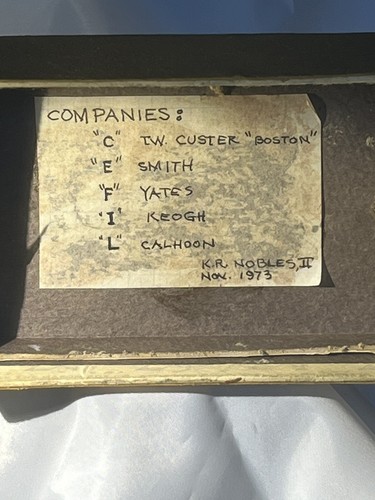 COMPANIES:
"C" T.W. CUSTER "BOSTON"
"E" SMITH
"F" YATES
"I" KEOGH
"L" CALHOON
K.R. NOBLES, II
NOV. 1973